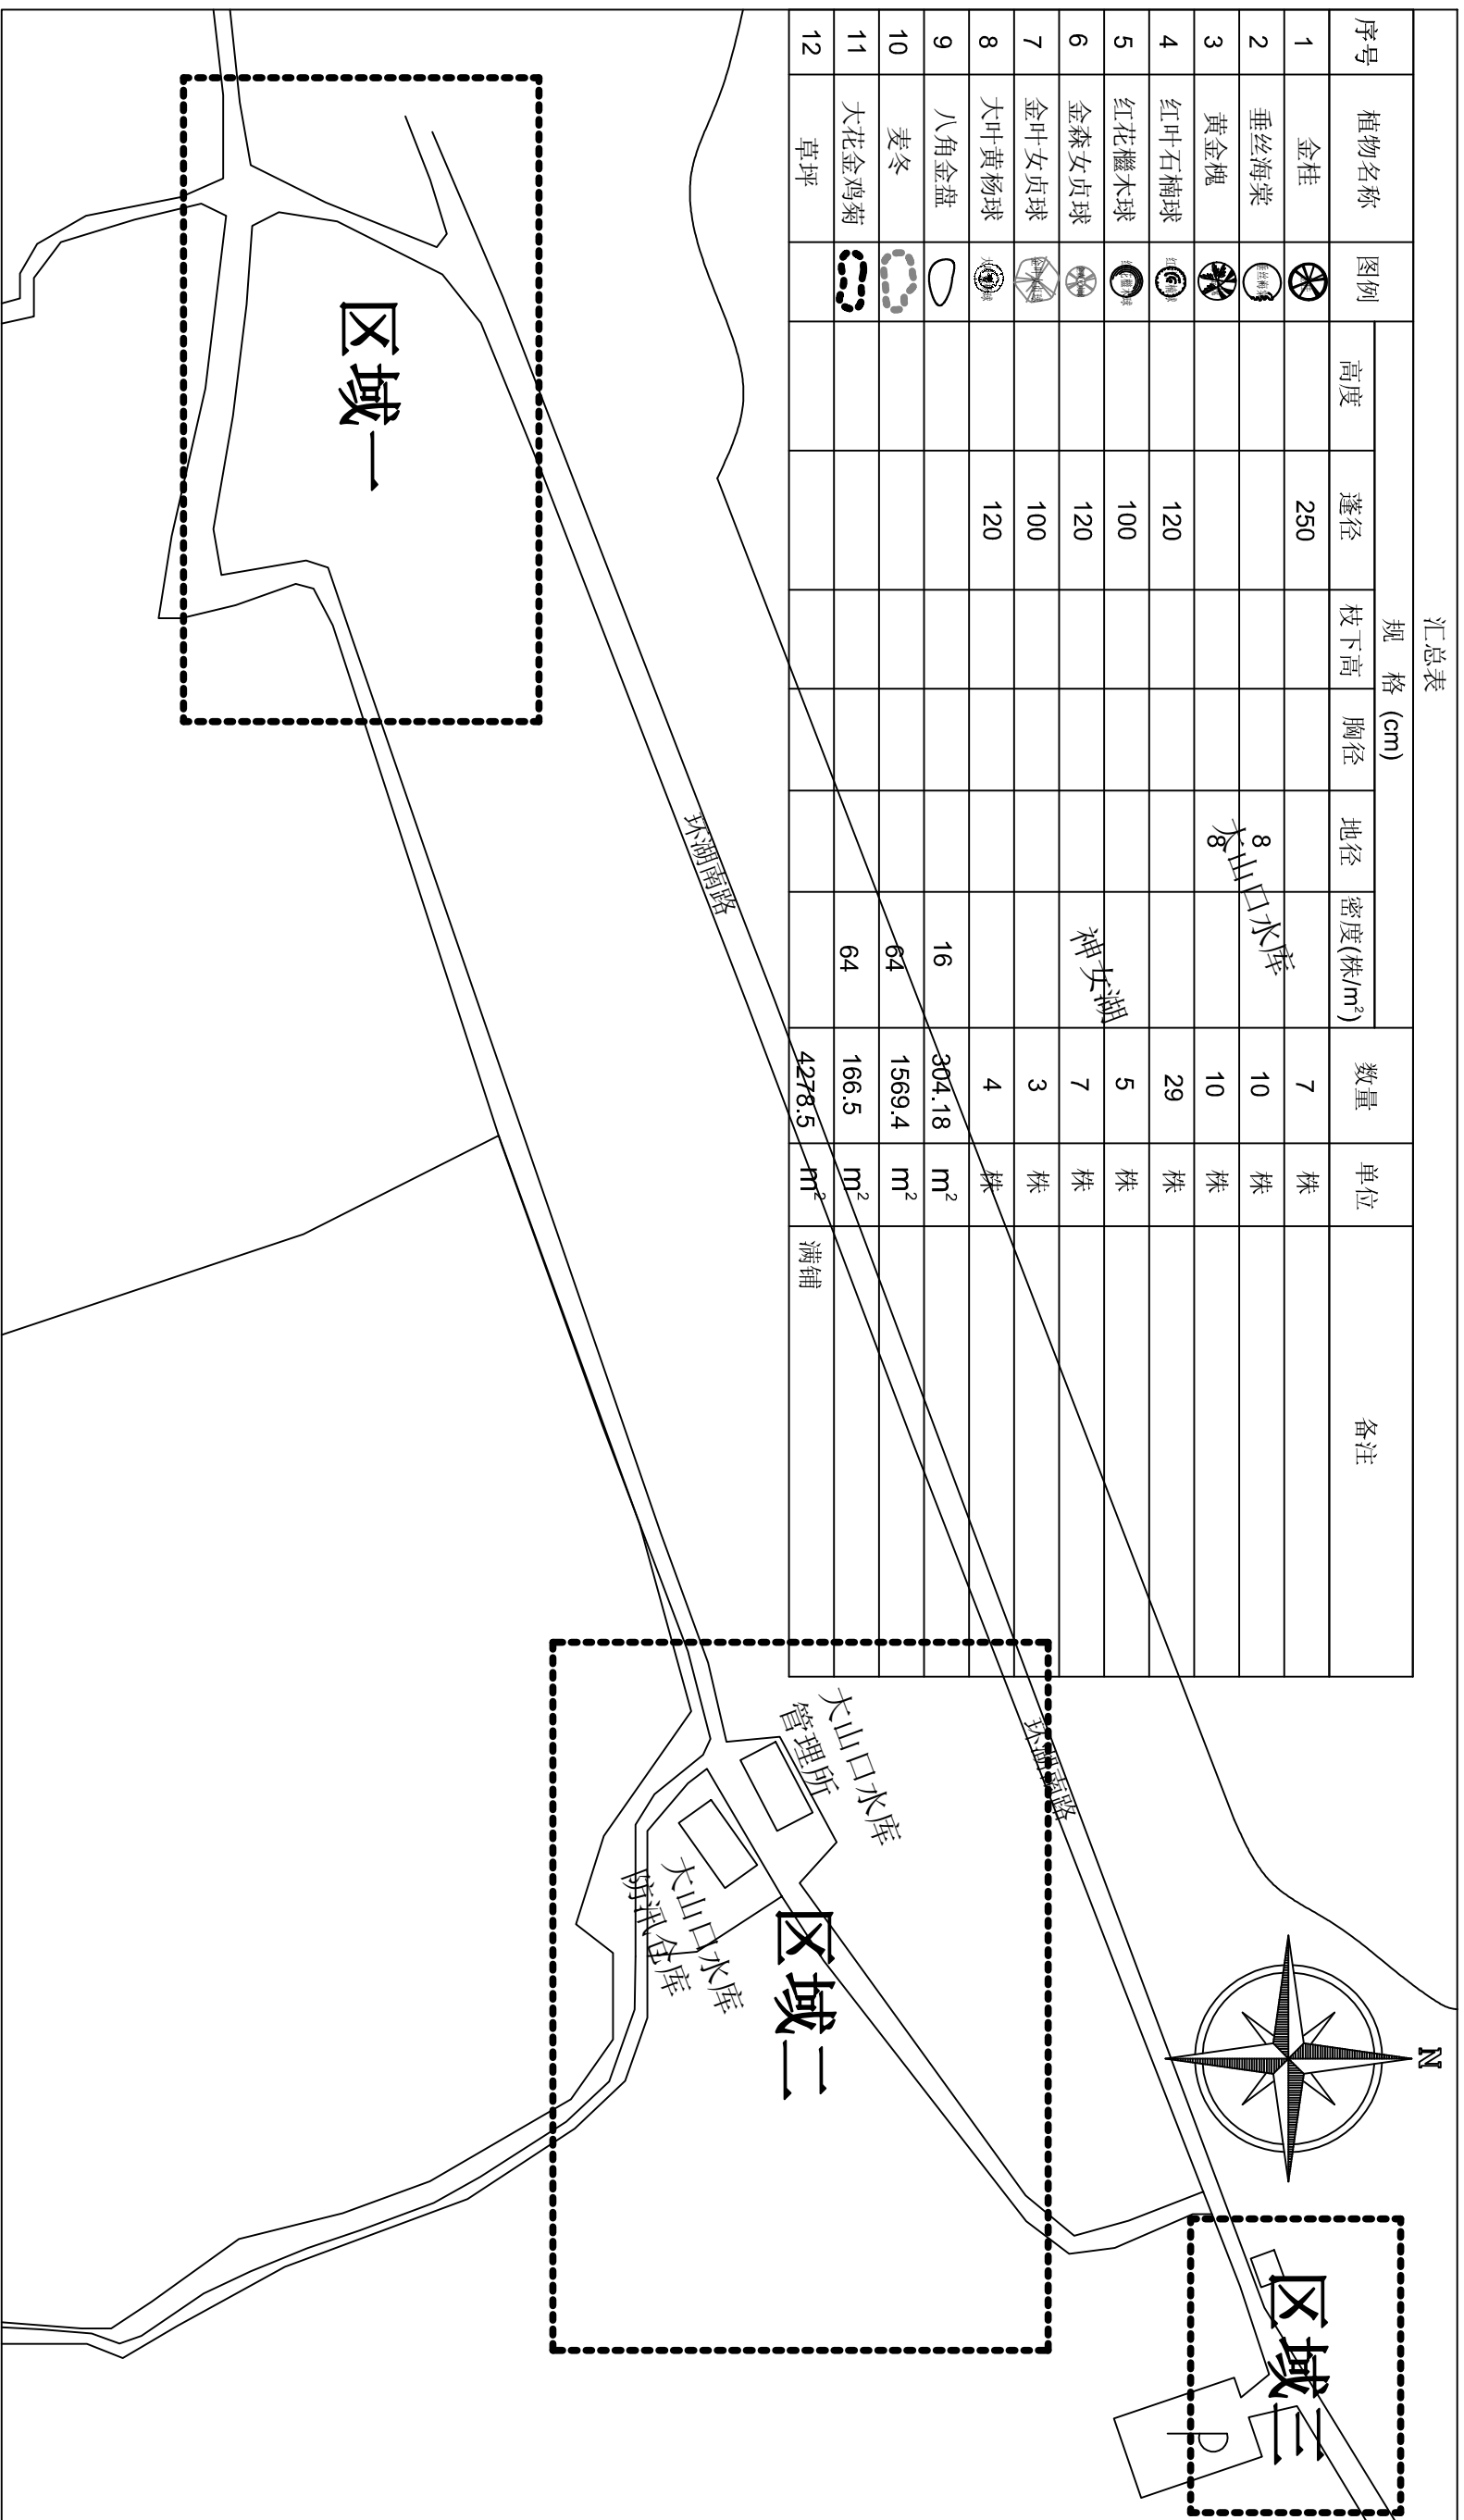 汇总表
序号 植物名称 图例 规 格 (cm) 数量 单位 备注
高度 蓬径 枝下高 胸径 地径 密度(株/m²)
1 金桂 250 7 株
2 垂丝海棠 垂丝海棠 8 10 株
3 黄金槐 8 10 株
4 红叶石楠球 120 29 株
5 红花檵木球 100 5 株
6 金森女贞球 120 7 株
7 金叶女贞球 100 3 株
8 大叶黄杨球 120 4 株
9 八角金盘 16 304.18 m²
10 麦冬 64 1569.4 m²
11 大花金鸡菊 64 166.5 m²
12 草坪 4278.5 m² 满铺
大山口水库
神女湖
N
环湖南路
环湖南路
区域一
大山口水库
管理所
大山口水库
防汛仓库
区域二
区域三
P